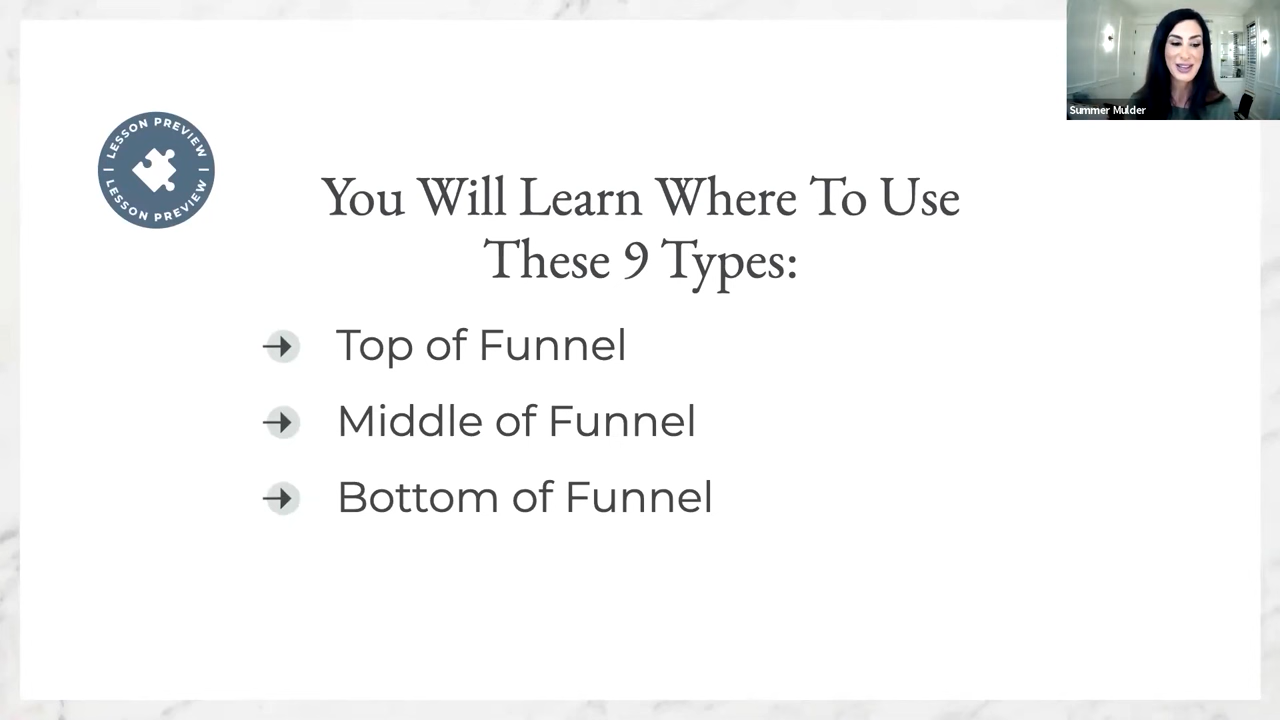 LESSON PREVIEW
LESSON PREVIEW
Summer Mulder
You Will Learn Where To Use
These 9 Types:
Top of Funnel
Middle of Funnel
Bottom of Funnel